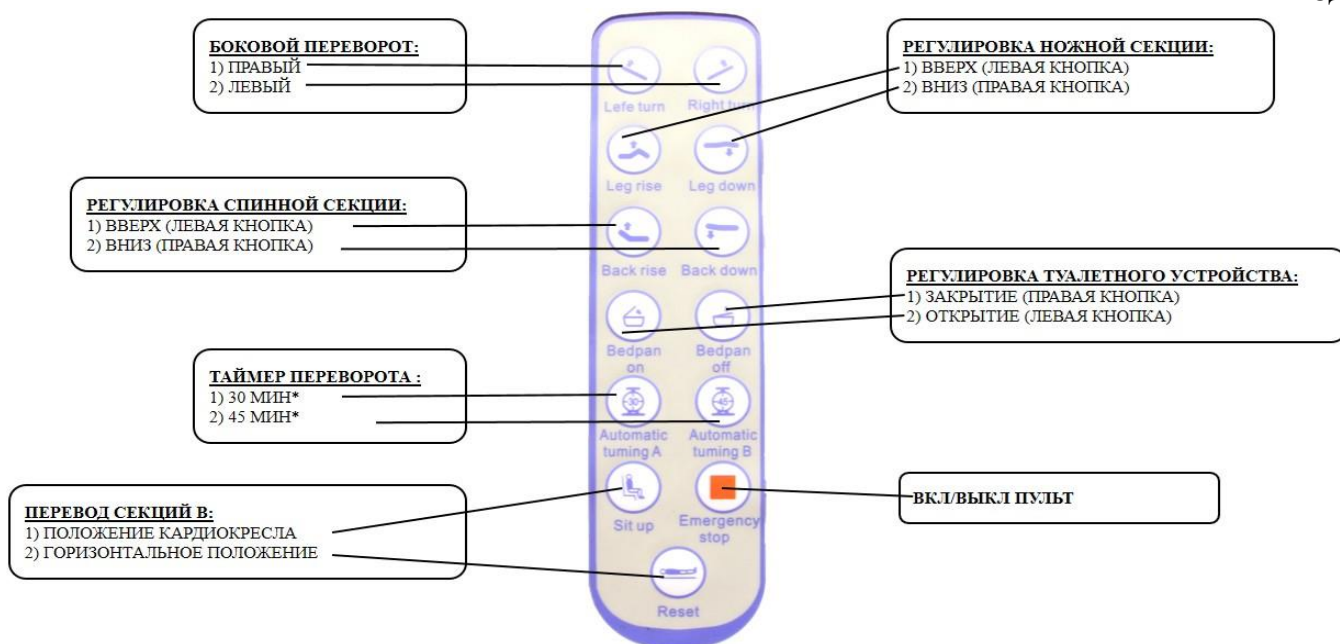 БОКОВОЙ ПЕРЕВОРОТ:
1) ПРАВЫЙ
2) ЛЕВЫЙ
РЕГУЛИРОВКА НОЖНОЙ СЕКЦИИ:
1) ВВЕРХ (ЛЕВАЯ КНОПКА)
2) ВНИЗ (ПРАВАЯ КНОПКА)
Lefe turn Right turn
Leg rise Leg down
РЕГУЛИРОВКА СПИННОЙ СЕКЦИИ:
1) ВВЕРХ (ЛЕВАЯ КНОПКА)
2) ВНИЗ (ПРАВАЯ КНОПКА)
Back rise Back down
РЕГУЛИРОВКА ТУАЛЕТНОГО УСТРОЙСТВА:
1) ЗАКРЫТИЕ (ПРАВАЯ КНОПКА)
2) ОТКРЫТИЕ (ЛЕВАЯ КНОПКА)
Bedpan Bedpan
on off
ТАЙМЕР ПЕРЕВОРОТА :
1) 30 МИН*
2) 45 МИН*
30 45
Automatic Automatic
tuming A tuming B
ПЕРЕВОД СЕКЦИЙ В:
1) ПОЛОЖЕНИЕ КАРДИОКРЕСЛА
2) ГОРИЗОНТАЛЬНОЕ ПОЛОЖЕНИЕ
ВКЛ/ВЫКЛ ПУЛЬТ
Sit up Emergency
stop
Reset